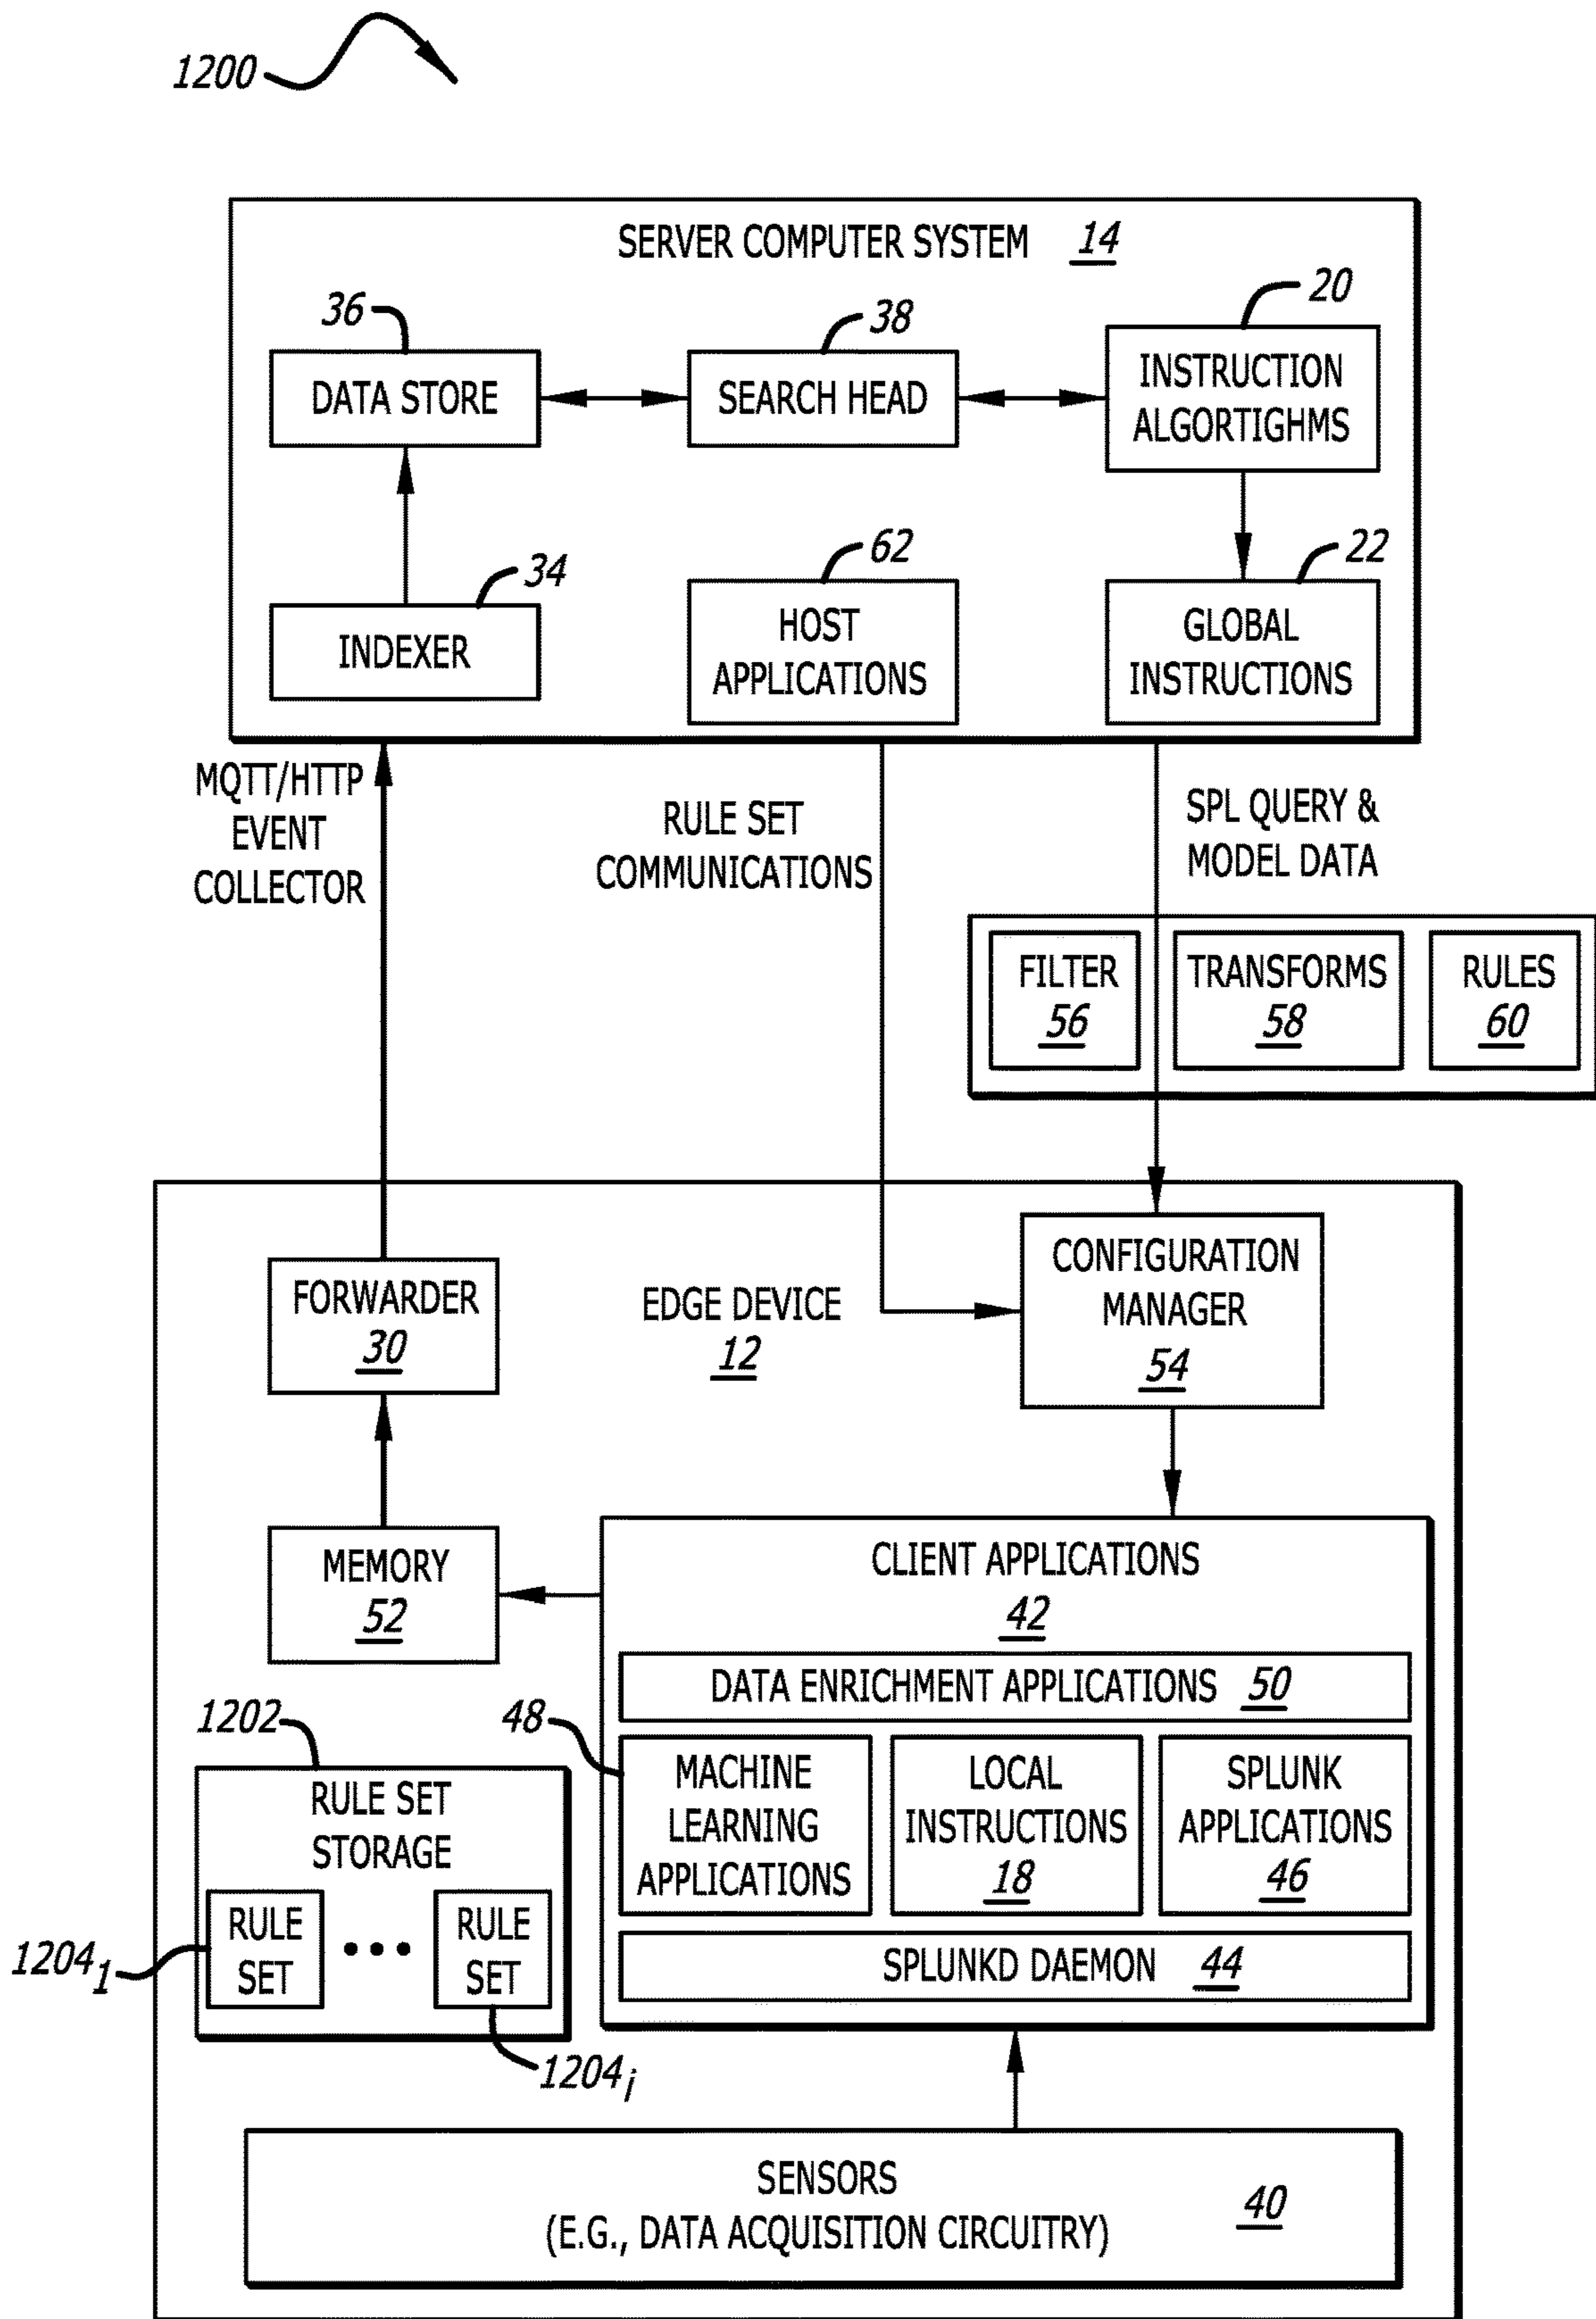 1200
SERVER COMPUTER SYSTEM 14
36
38
20
DATA STORE
SEARCH HEAD
INSTRUCTION
ALGORTIGHMS
34
62
22
INDEXER
HOST
APPLICATIONS
GLOBAL
INSTRUCTIONS
MQTT/HTTP
EVENT
COLLECTOR
RULE SET
COMMUNICATIONS
SPL QUERY &
MODEL DATA
FILTER
56
TRANSFORMS
58
RULES
60
FORWARDER
30
EDGE DEVICE
12
CONFIGURATION
MANAGER
54
MEMORY
52
CLIENT APPLICATIONS
42
DATA ENRICHMENT APPLICATIONS 50
48
MACHINE
LEARNING
APPLICATIONS
LOCAL
INSTRUCTIONS
18
SPLUNK
APPLICATIONS
46
SPLUNKD DAEMON 44
1202
RULE SET
STORAGE
RULE
SET
•••
RULE
SET
1204₁
1204ᵢ
SENSORS
(E.G., DATA ACQUISITION CIRCUITRY)
40